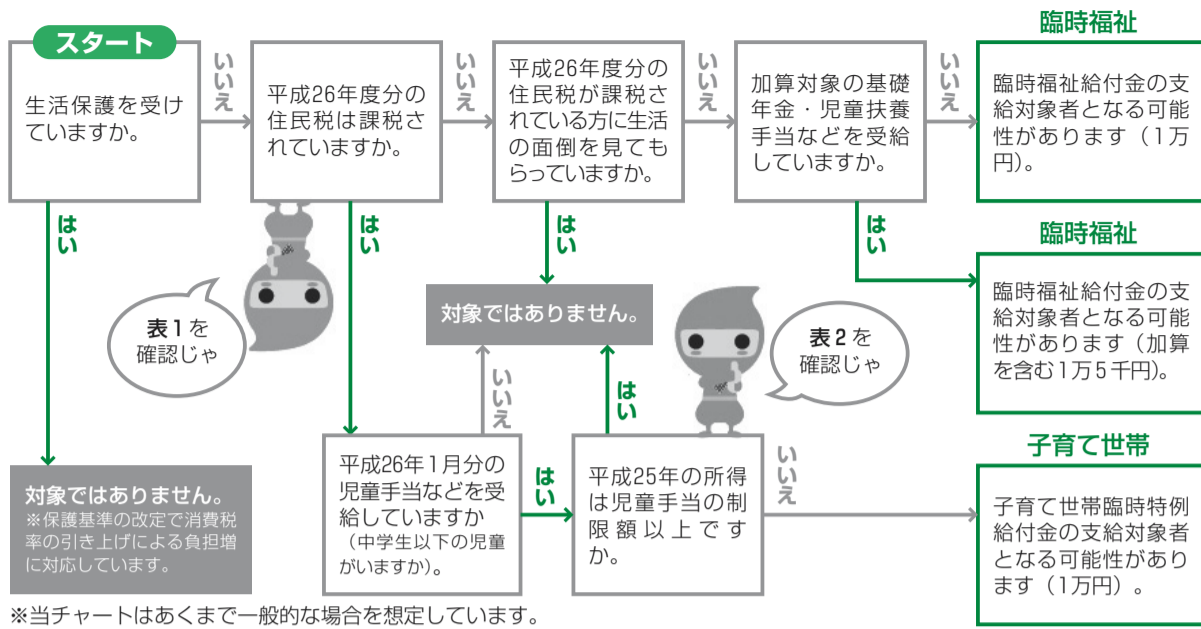 スタート
生活保護を受け
ていますか。
いいえ
はい
平成26年度分の
住民税は課税さ
れていますか。
いいえ
はい
平成26年度分の
住民税が課税さ
れている方に生活
の面倒を見ても
らっていますか。
いいえ
はい
加算対象の基礎
年金・児童扶養
手当などを受給
していますか。
いいえ
はい
臨時福祉
臨時福祉給付金の支
給対象者となる可能
性があります（1万
円）。
臨時福祉
臨時福祉給付金の支
給対象者となる可能
性があります（加算
を含む1万5千円）。
表1を
確認じゃ
対象ではありません。
表2を
確認じゃ
対象ではありません。
※保護基準の改定で消費税
率の引き上げによる負担増
に対応しています。
平成26年1月分の
児童手当などを受
給していますか
（中学生以下の児童
がいますか）。
いいえ
はい
平成25年の所得
は児童手当の制
限額以上です
か。
はい
いいえ
子育て世帯
子育て世帯臨時特例
給付金の支給対象者
となる可能性があり
ます（1万円）。
※当チャートはあくまで一般的な場合を想定しています。